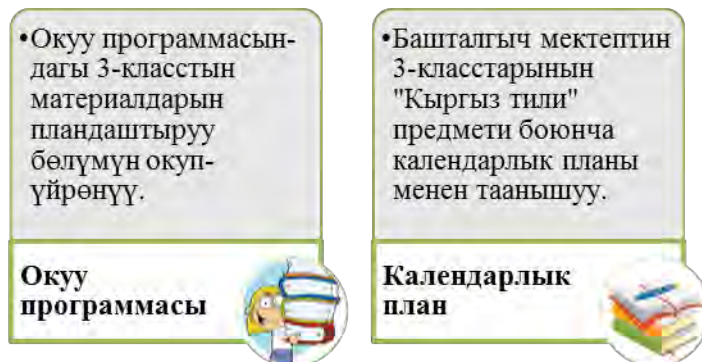 •Окуу программасын-
дагы 3-класстын
материалдарын
пландаштыруу
бөлүмүн окуп-
үйрөнүү.
Окуу
программасы
•Башталгыч мектептин
3-класстарынын
"Кыргыз тили"
предмети боюнча
календарлык планы
менен таанышуу.
Календарлык
план